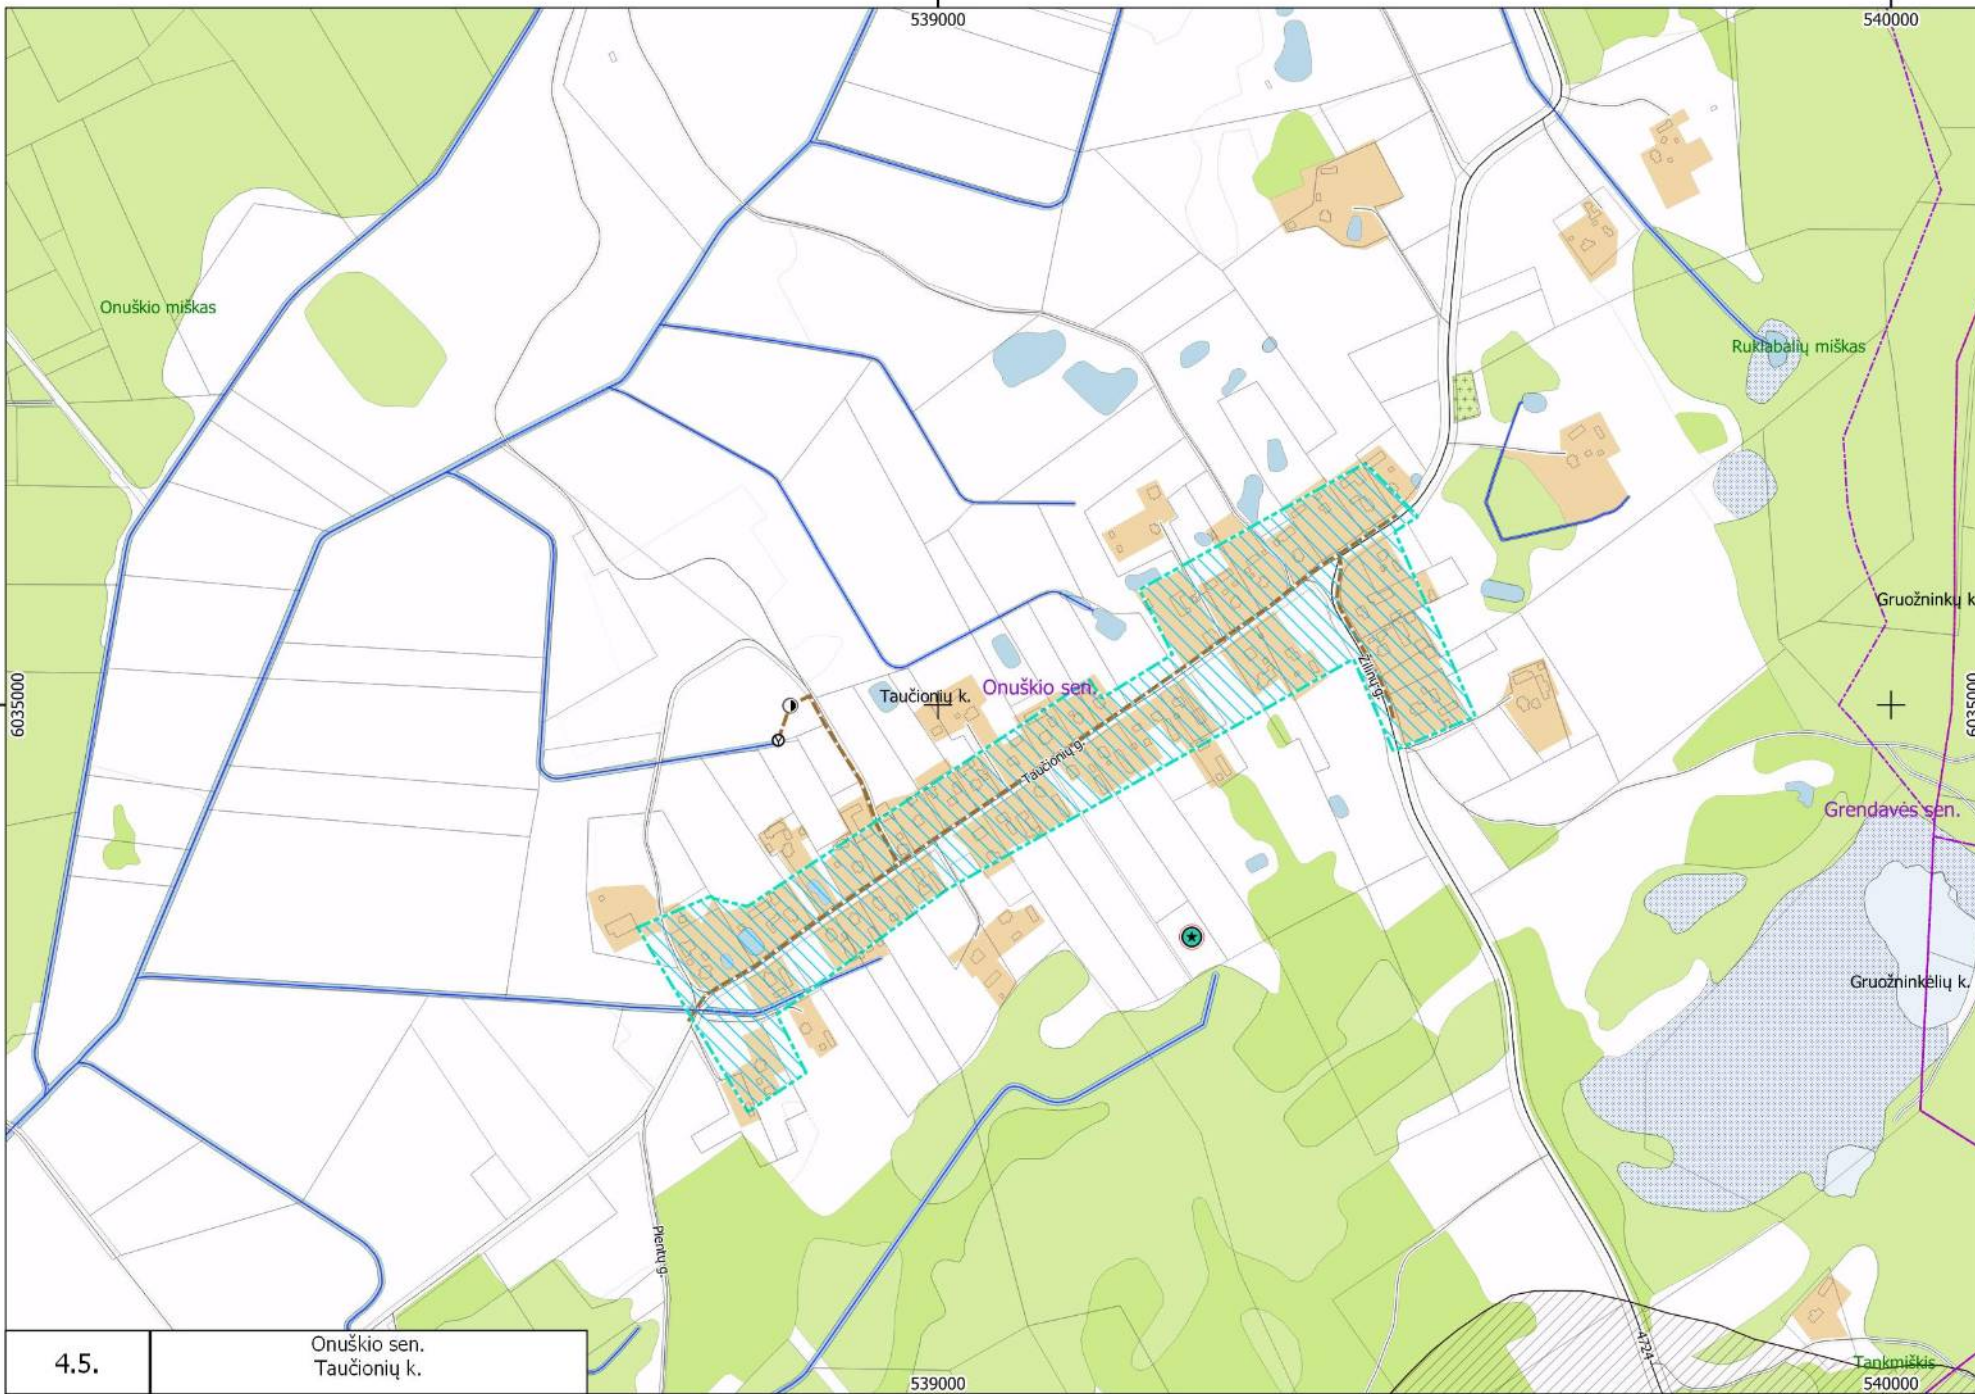 539000
540000
Onuškio miškas
Ruklabalių miškas
Gruožninkų k
6035000
Taučionių k.
Onuškio sen.
Žilinų g.
6035000
Taučionių g.
Grendavės sen.
Gruožninkėlių k.
Plentų g.
4724
Tankmiškis
4.5.
Onuškio sen.
Taučionių k.
539000
540000